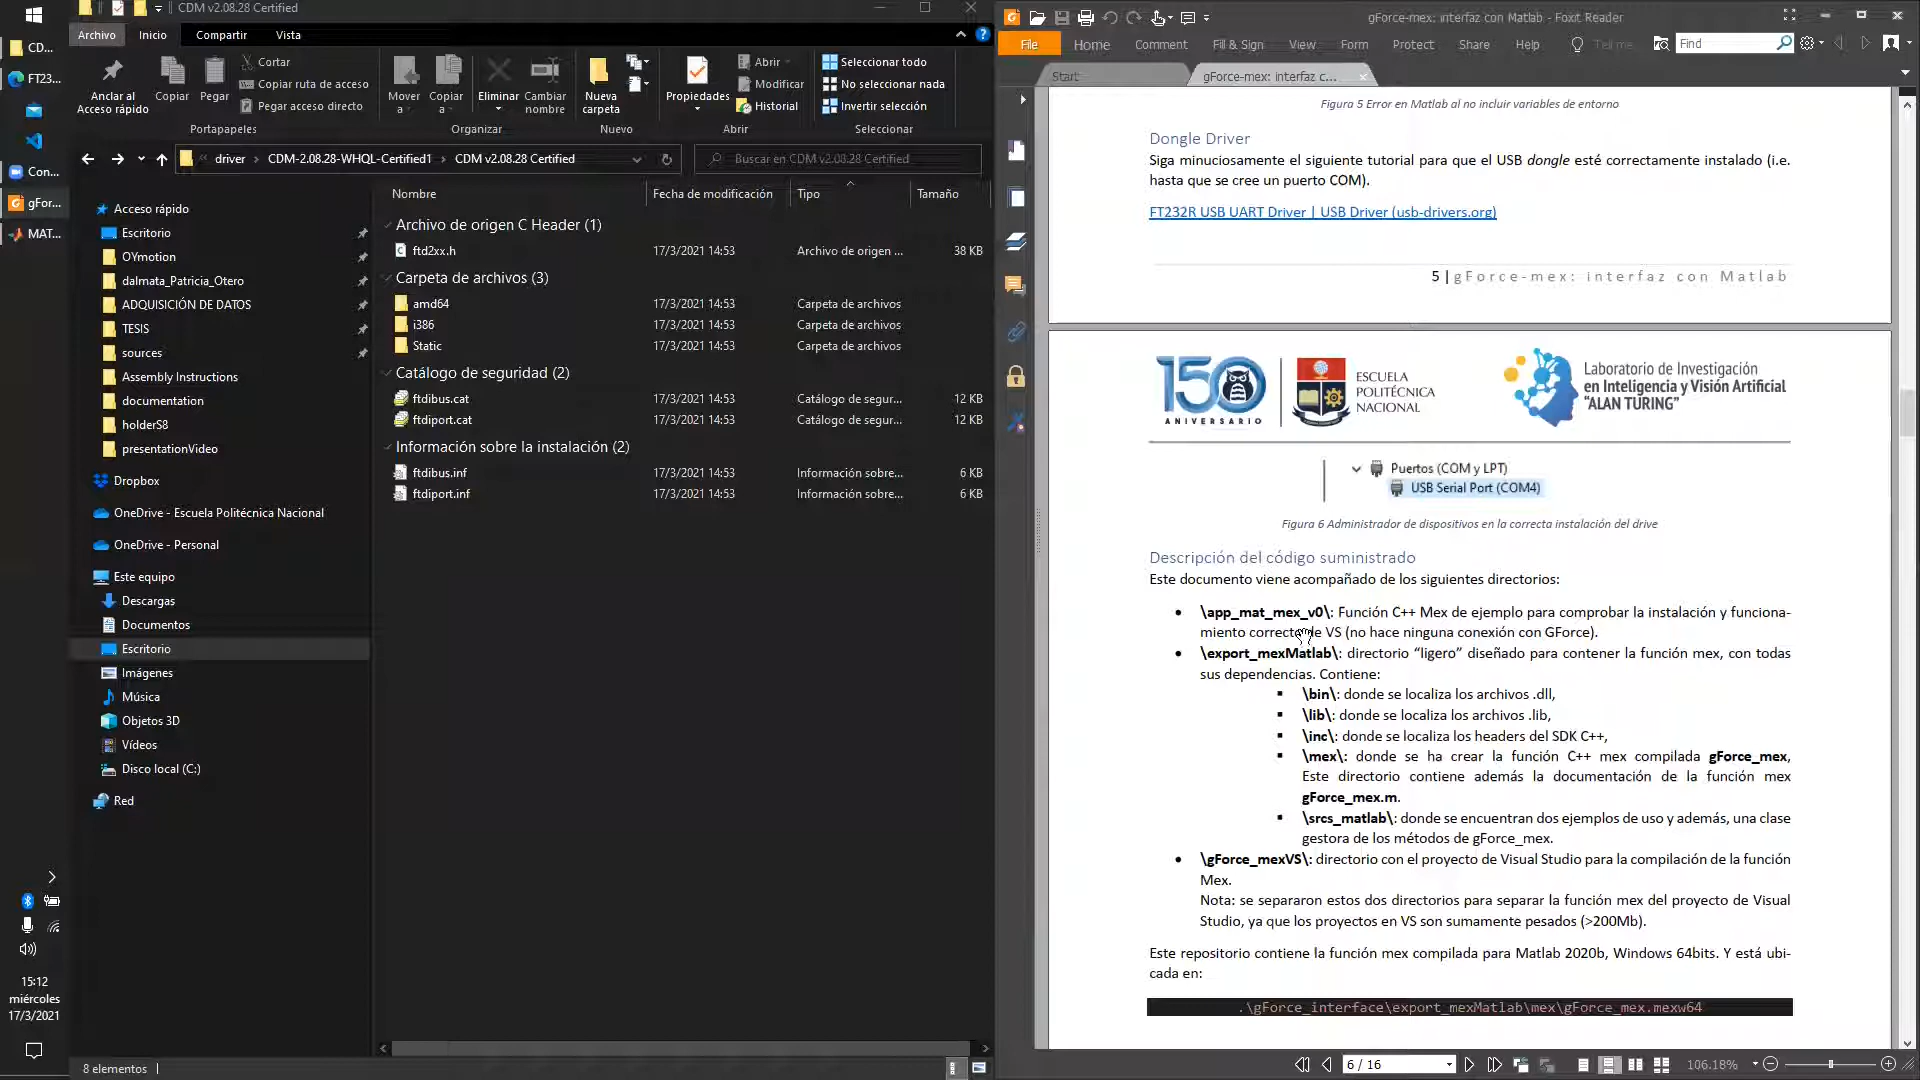 CDM v2.08.28 Certified
Archivo
Inicio
Compartir
Vista
Anclar al
Acceso rápido
Copiar
Pegar
Cortar
Copiar ruta de acceso
Pegar acceso directo
Portapapeles
Mover
a
Copiar
a
Eliminar
Cambiar
nombre
Organizar
Nueva
carpeta
Nuevo
Propiedades
Abrir
Modificar
Historial
Abrir
Seleccionar todo
No seleccionar nada
Invertir selección
Seleccionar
driver
CDM-2.08.28-WHQL-Certified1
CDM v2.08.28 Certified
Buscar en CDM v2.08.28 Certified
CD...
FT23...
Con...
gFor...
MAT...
15:12
miércoles
17/3/2021
Acceso rápido
Escritorio
OYmotion
dalmata_Patricia_Otero
ADQUISICIÓN DE DATOS
TESIS
sources
Assembly Instructions
documentation
holderS8
presentationVideo
Dropbox
OneDrive - Escuela Politécnica Nacional
OneDrive - Personal
Este equipo
Descargas
Documentos
Escritorio
Imágenes
Música
Objetos 3D
Vídeos
Disco local (C:)
Red
Nombre Fecha de modificación Tipo Tamaño
Archivo de origen C Header (1)
ftd2xx.h 17/3/2021 14:53 Archivo de origen ... 38 KB
Carpeta de archivos (3)
amd64 17/3/2021 14:53 Carpeta de archivos
i386 17/3/2021 14:53 Carpeta de archivos
Static 17/3/2021 14:53 Carpeta de archivos
Catálogo de seguridad (2)
ftdibus.cat 17/3/2021 14:53 Catálogo de segur... 12 KB
ftdiport.cat 17/3/2021 14:53 Catálogo de segur... 12 KB
Información sobre la instalación (2)
ftdibus.inf 17/3/2021 14:53 Información sobre... 6 KB
ftdiport.inf 17/3/2021 14:53 Información sobre... 6 KB
8 elementos
gForce-mex: interfaz con Matlab - Foxit Reader
File Home Comment Fill & Sign View Form Protect Share Help Tell me Find
Start gForce-mex: interfaz c...
Figura 5 Error en Matlab al no incluir variables de entorno
Dongle Driver
Siga minuciosamente el siguiente tutorial para que el USB dongle esté correctamente instalado (i.e.
hasta que se cree un puerto COM).
FT232R USB UART Driver | USB Driver (usb-drivers.org)
5 | gForce-mex: interfaz con Matlab
150
ANIVERSARIO
ESCUELA
POLITÉCNICA
NACIONAL
Laboratorio de Investigación
en Inteligencia y Visión Artificial
"ALAN TURING"
Puertos (COM y LPT)
USB Serial Port (COM4)
Figura 6 Administrador de dispositivos en la correcta instalación del drive
Descripción del código suministrado
Este documento viene acompañado de los siguientes directorios:
• \app_mat_mex_v0\: Función C++ Mex de ejemplo para comprobar la instalación y funciona-
miento correcto de VS (no hace ninguna conexión con GForce).
• \export_mexMatlab\: directorio “ligero” diseñado para contener la función mex, con todas
sus dependencias. Contiene:
▪ \bin\: donde se localiza los archivos .dll,
▪ \lib\: donde se localiza los archivos .lib,
▪ \inc\: donde se localiza los headers del SDK C++,
▪ \mex\: donde se ha crear la función C++ mex compilada gForce_mex,
Este directorio contiene además la documentación de la función mex
gForce_mex.m.
▪ \srcs_matlab\: donde se encuentran dos ejemplos de uso y además, una clase
gestora de los métodos de gForce_mex.
• \gForce_mexVS\: directorio con el proyecto de Visual Studio para la compilación de la función
Mex.
Nota: se separaron estos dos directorios para separar la función mex del proyecto de Visual
Studio, ya que los proyectos en VS son sumamente pesados (>200Mb).
Este repositorio contiene la función mex compilada para Matlab 2020b, Windows 64bits. Y está ubi-
cada en:
.\gForce_interface\export_mexMatlab\mex\gForce_mex.mexw64
6 / 16
106.18%